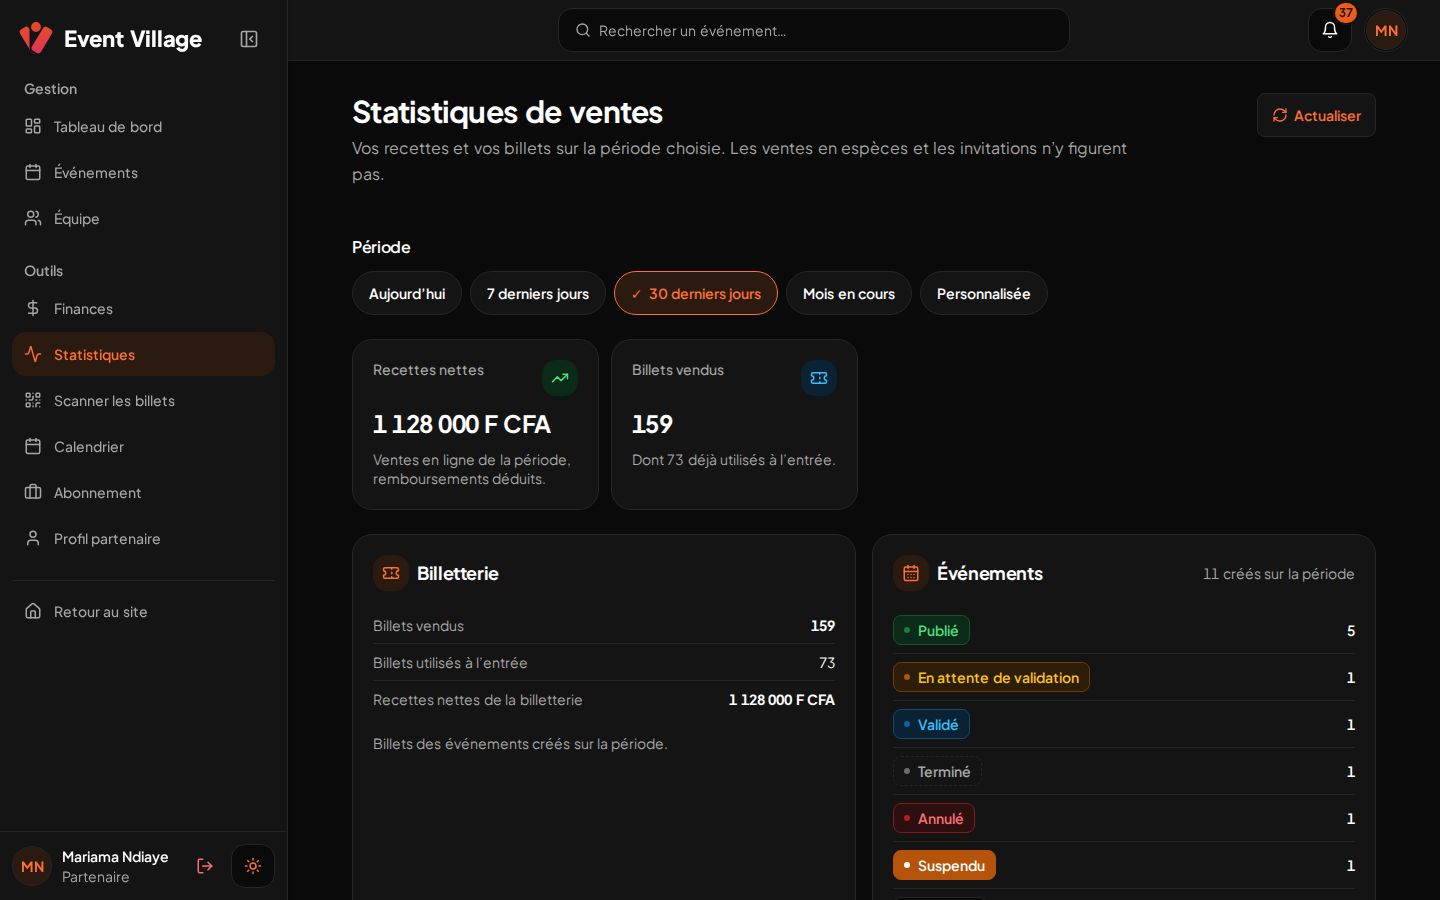 Event Village
Gestion
Tableau de bord
Événements
Équipe
Outils
Finances
Statistiques
Scanner les billets
Calendrier
Abonnement
Profil partenaire
Retour au site
MN
Mariama Ndiaye
Partenaire
Rechercher un événement…
37
MN
Statistiques de ventes
Actualiser
Vos recettes et vos billets sur la période choisie. Les ventes en espèces et les invitations n’y figurent
pas.
Période
Aujourd’hui
7 derniers jours
✓ 30 derniers jours
Mois en cours
Personnalisée
Recettes nettes
1 128 000 F CFA
Ventes en ligne de la période,
remboursements déduits.
Billets vendus
159
Dont 73 déjà utilisés à l’entrée.
Billetterie
Billets vendus 159
Billets utilisés à l’entrée 73
Recettes nettes de la billetterie 1 128 000 F CFA
Billets des événements créés sur la période.
Événements 11 créés sur la période
Publié 5
En attente de validation 1
Validé 1
Terminé 1
Annulé 1
Suspendu 1